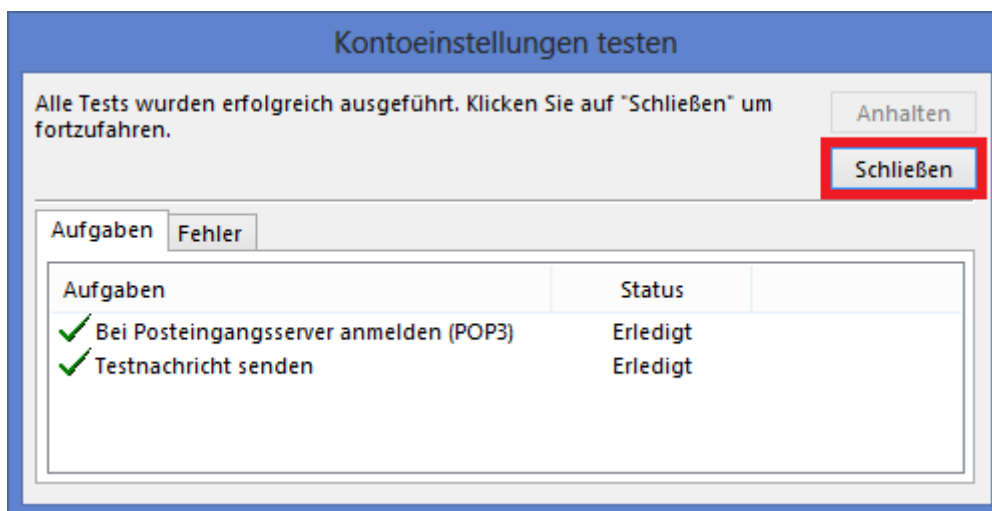 Kontoeinstellungen testen
Alle Tests wurden erfolgreich ausgeführt. Klicken Sie auf "Schließen" um
fortzufahren.
Anhalten
Schließen
Aufgaben Fehler
Aufgaben Status
Bei Posteingangsserver anmelden (POP3) Erledigt
Testnachricht senden Erledigt